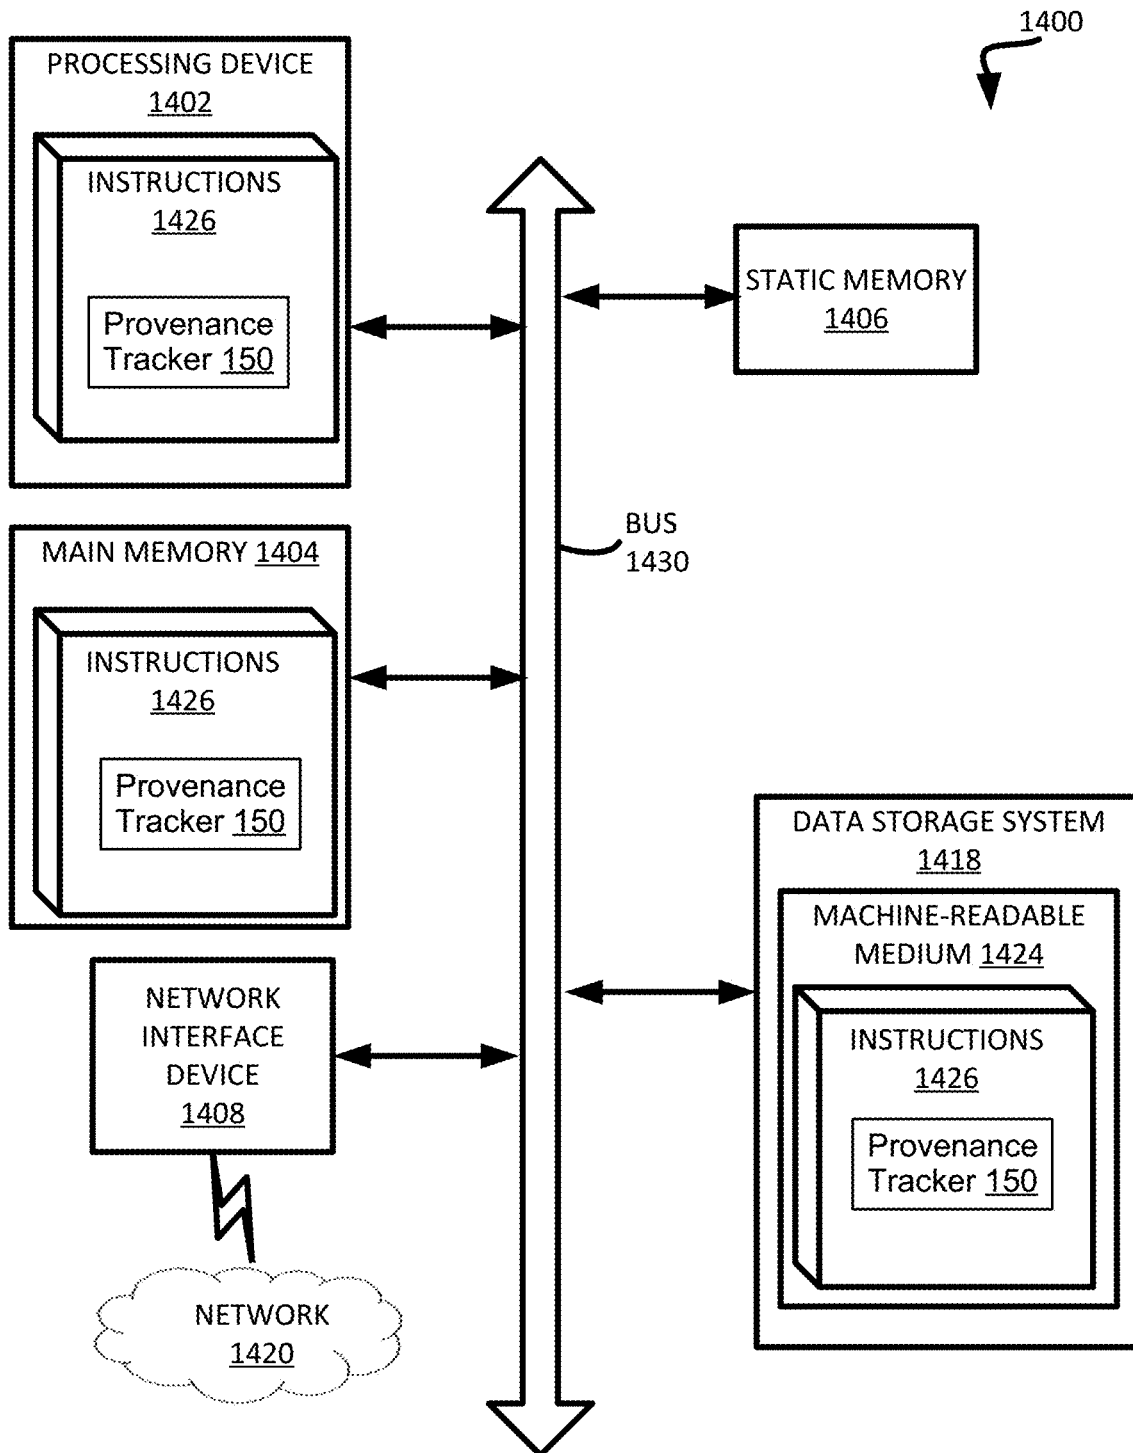 1400
PROCESSING DEVICE
1402
INSTRUCTIONS
1426
Provenance
Tracker 150
STATIC MEMORY
1406
BUS
1430
MAIN MEMORY 1404
INSTRUCTIONS
1426
Provenance
Tracker 150
DATA STORAGE SYSTEM
1418
MACHINE-READABLE
MEDIUM 1424
INSTRUCTIONS
1426
Provenance
Tracker 150
NETWORK
INTERFACE
DEVICE
1408
NETWORK
1420